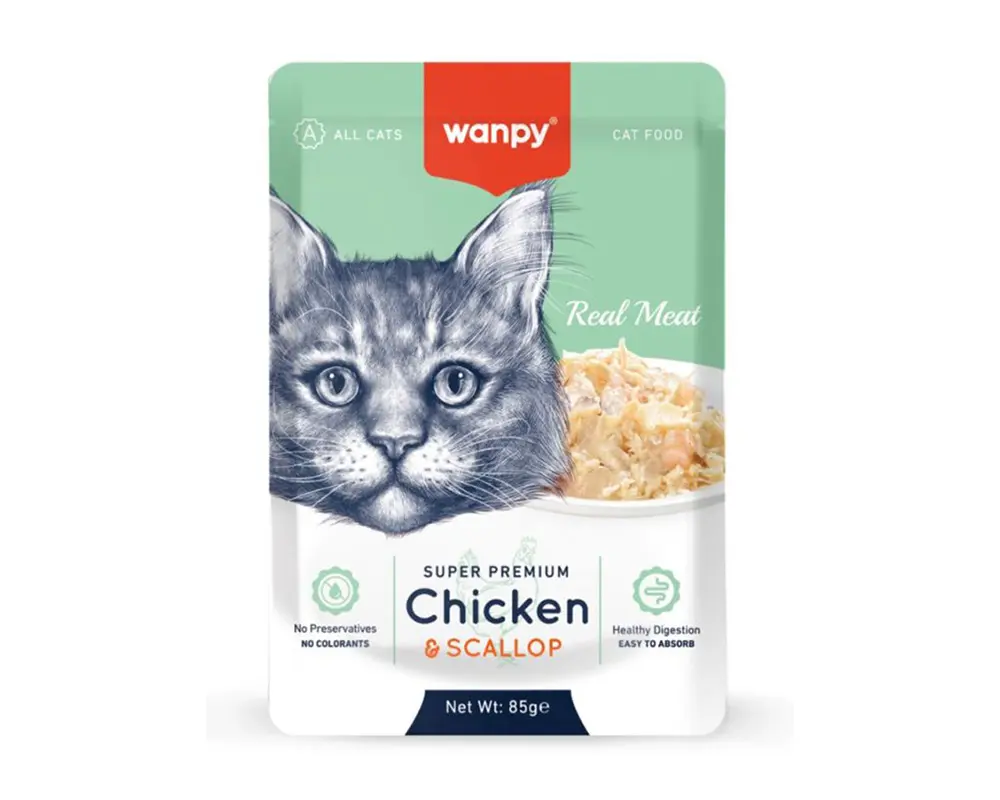 A ALL CATS
wanpy®
CAT FOOD
Real Meat
SUPER PREMIUM
Chicken
& SCALLOP
No Preservatives
NO COLORANTS
Healthy Digestion
EASY TO ABSORB
Net Wt: 85g℮